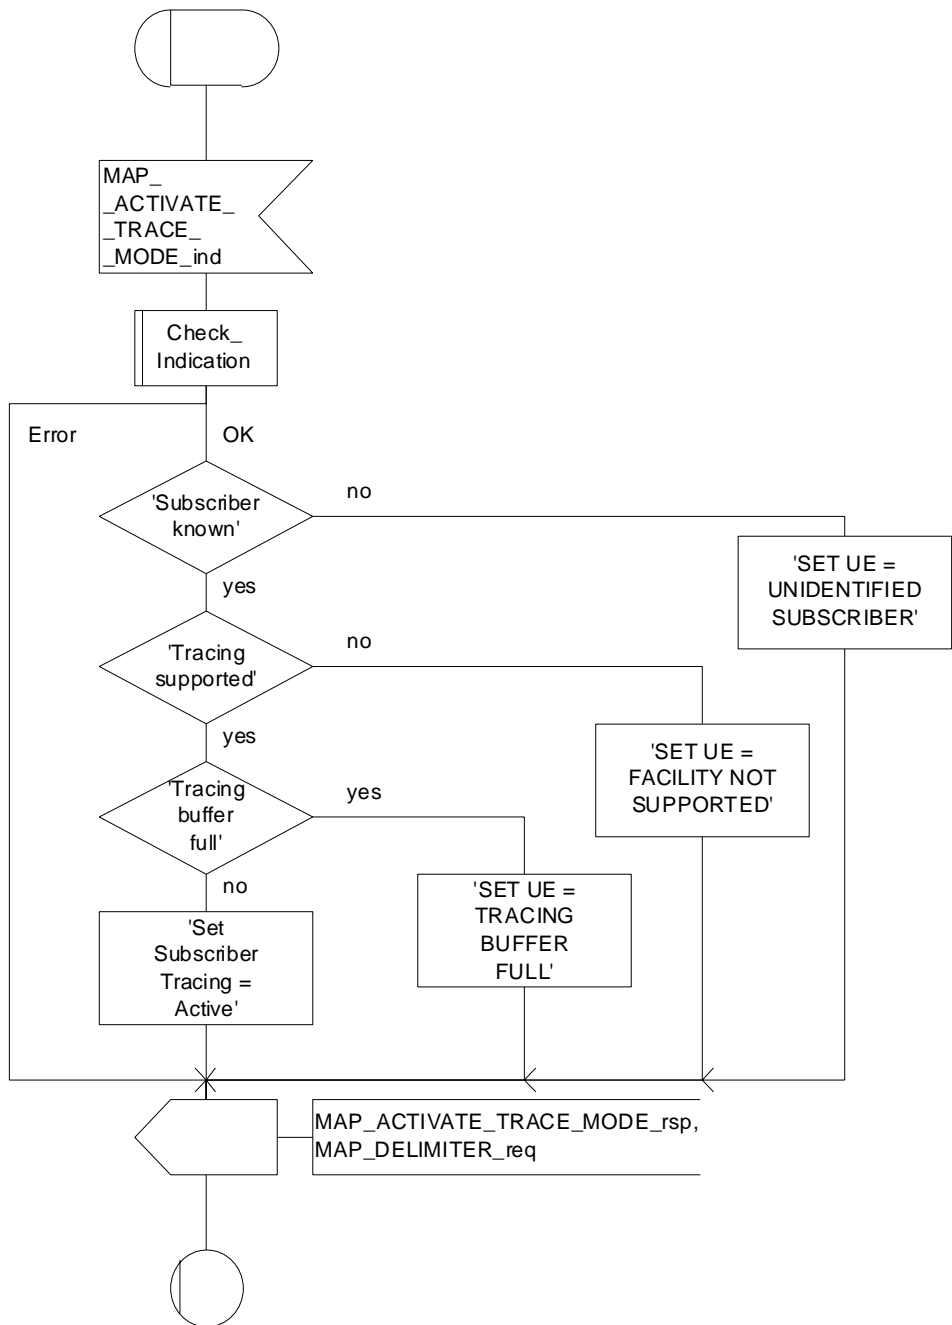 MAP_
_ACTIVATE_
_TRACE_
_MODE_ind
Check_
Indication
Error
OK
'Subscriber
known'
no
'SET UE =
UNIDENTIFIED
SUBSCRIBER'
yes
'Tracing
supported'
no
'SET UE =
FACILITY NOT
SUPPORTED'
yes
'Tracing
buffer
full'
yes
'SET UE =
TRACING
BUFFER
FULL'
no
'Set
Subscriber
Tracing =
Active'
MAP_ACTIVATE_TRACE_MODE_rsp,
MAP_DELIMITER_req